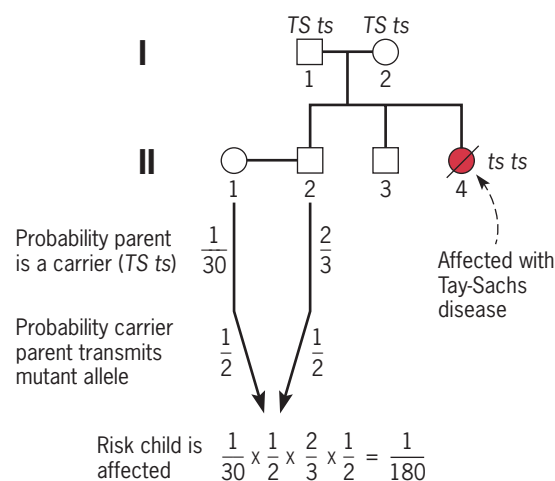 TS ts TS ts
I
1 2
II
ts ts
1 2 3 4
Probability parent
is a carrier (TS ts)
1/30
2/3
Affected with
Tay-Sachs
disease
Probability carrier
parent transmits
mutant allele
1/2
1/2
Risk child is
affected
1/30 x 1/2 x 2/3 x 1/2 = 1/180